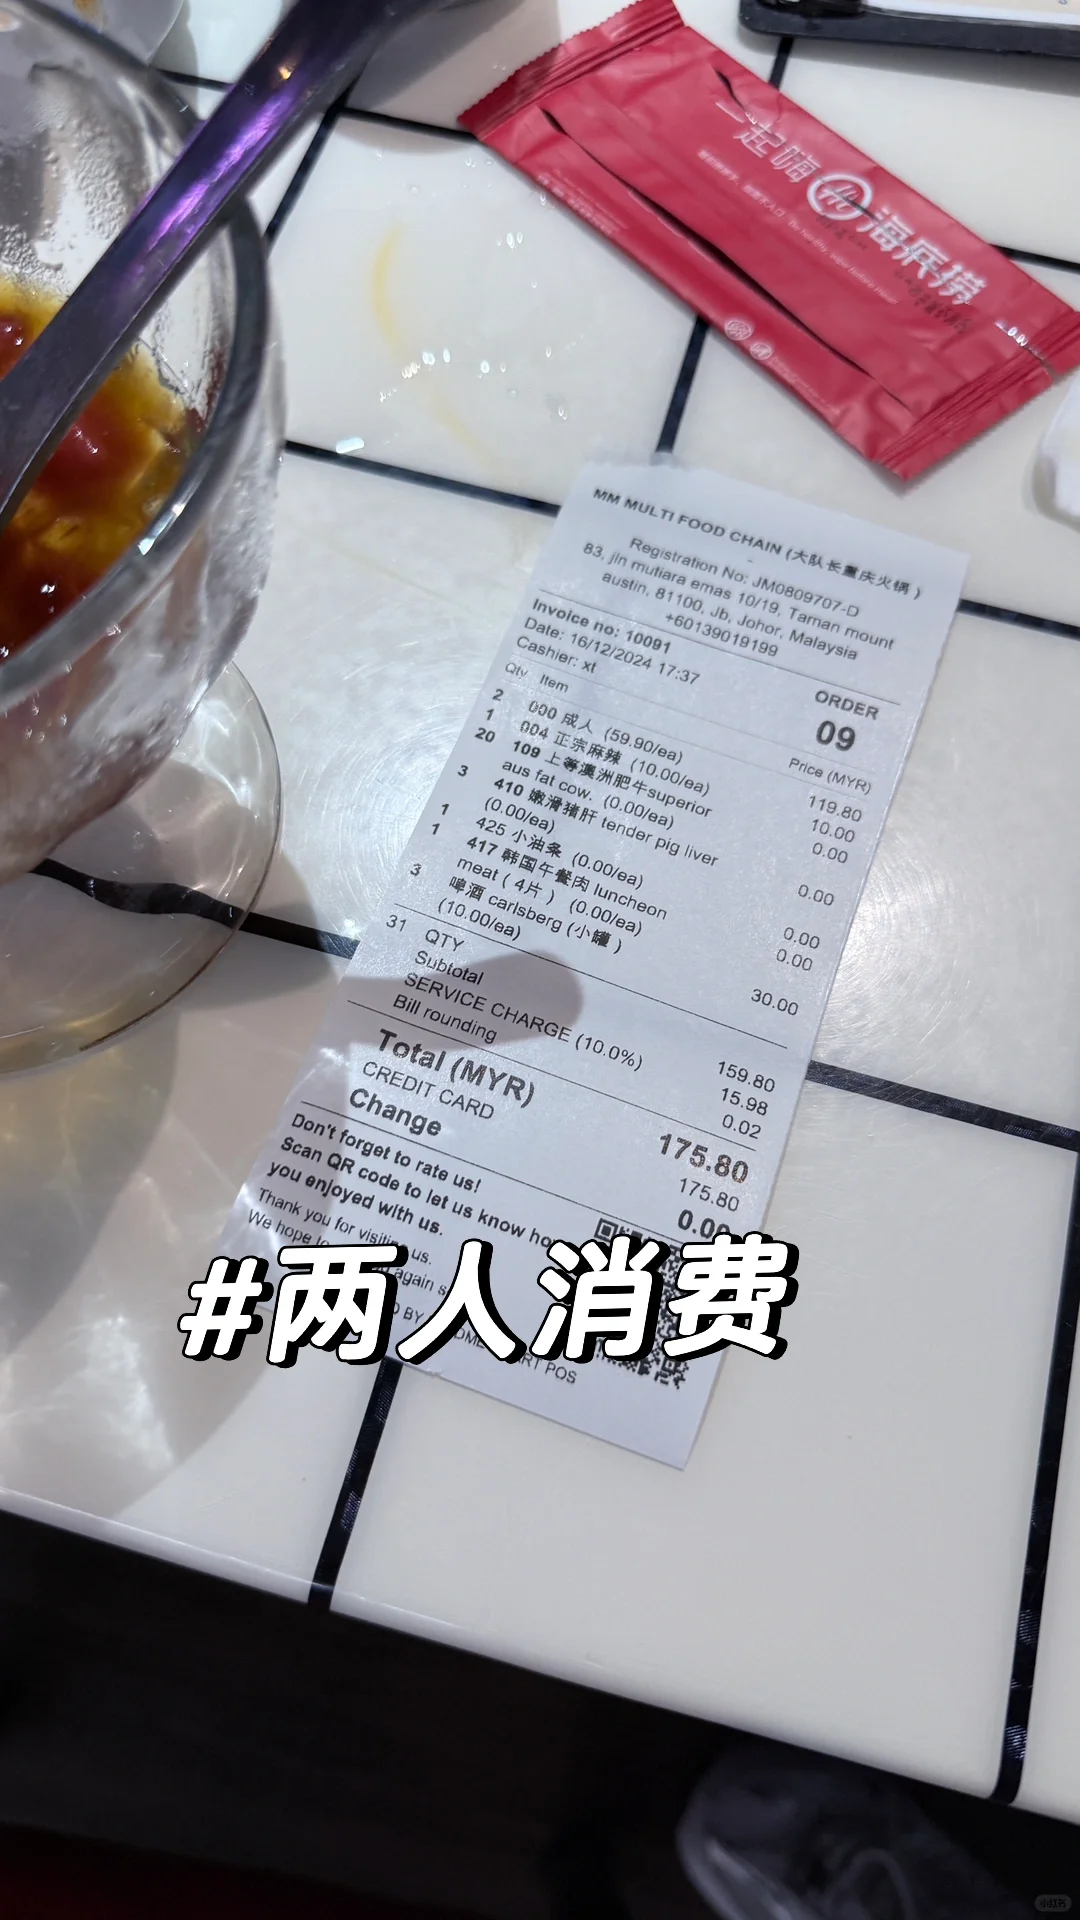 一起嗨
海底捞
MM MULTI FOOD CHAIN (大队长重庆火锅 )
-
Registration No: JM0809707-D
83, jln mutiara emas 10/19, Taman mount
austin, 81100, Jb, Johor, Malaysia
+60139019199
Invoice no: 10091
Date: 16/12/2024 17:37
Cashier: xt
ORDER
09
Qty Item Price (MYR)
2 000 成人 (59.90/ea) 119.80
1 004 正宗麻辣 (10.00/ea) 10.00
20 109 上等澳洲肥牛superior 0.00
aus fat cow. (0.00/ea)
3 410 嫩滑猪肝 tender pig liver 0.00
(0.00/ea)
1 425 小油条 (0.00/ea) 0.00
1 417 韩国午餐肉 luncheon 0.00
meat ( 4片 ) (0.00/ea)
3 啤酒 carlsberg (小罐 ) 30.00
(10.00/ea)
31 QTY
Subtotal 159.80
SERVICE CHARGE (10.0%) 15.98
Bill rounding 0.02
Total (MYR) 175.80
CREDIT CARD 175.80
Change 0.00
Don't forget to rate us!
Scan QR code to let us know how
you enjoyed with us.
Thank you for visiting us.
We hope again
#两人消费
BY
POS
小红书